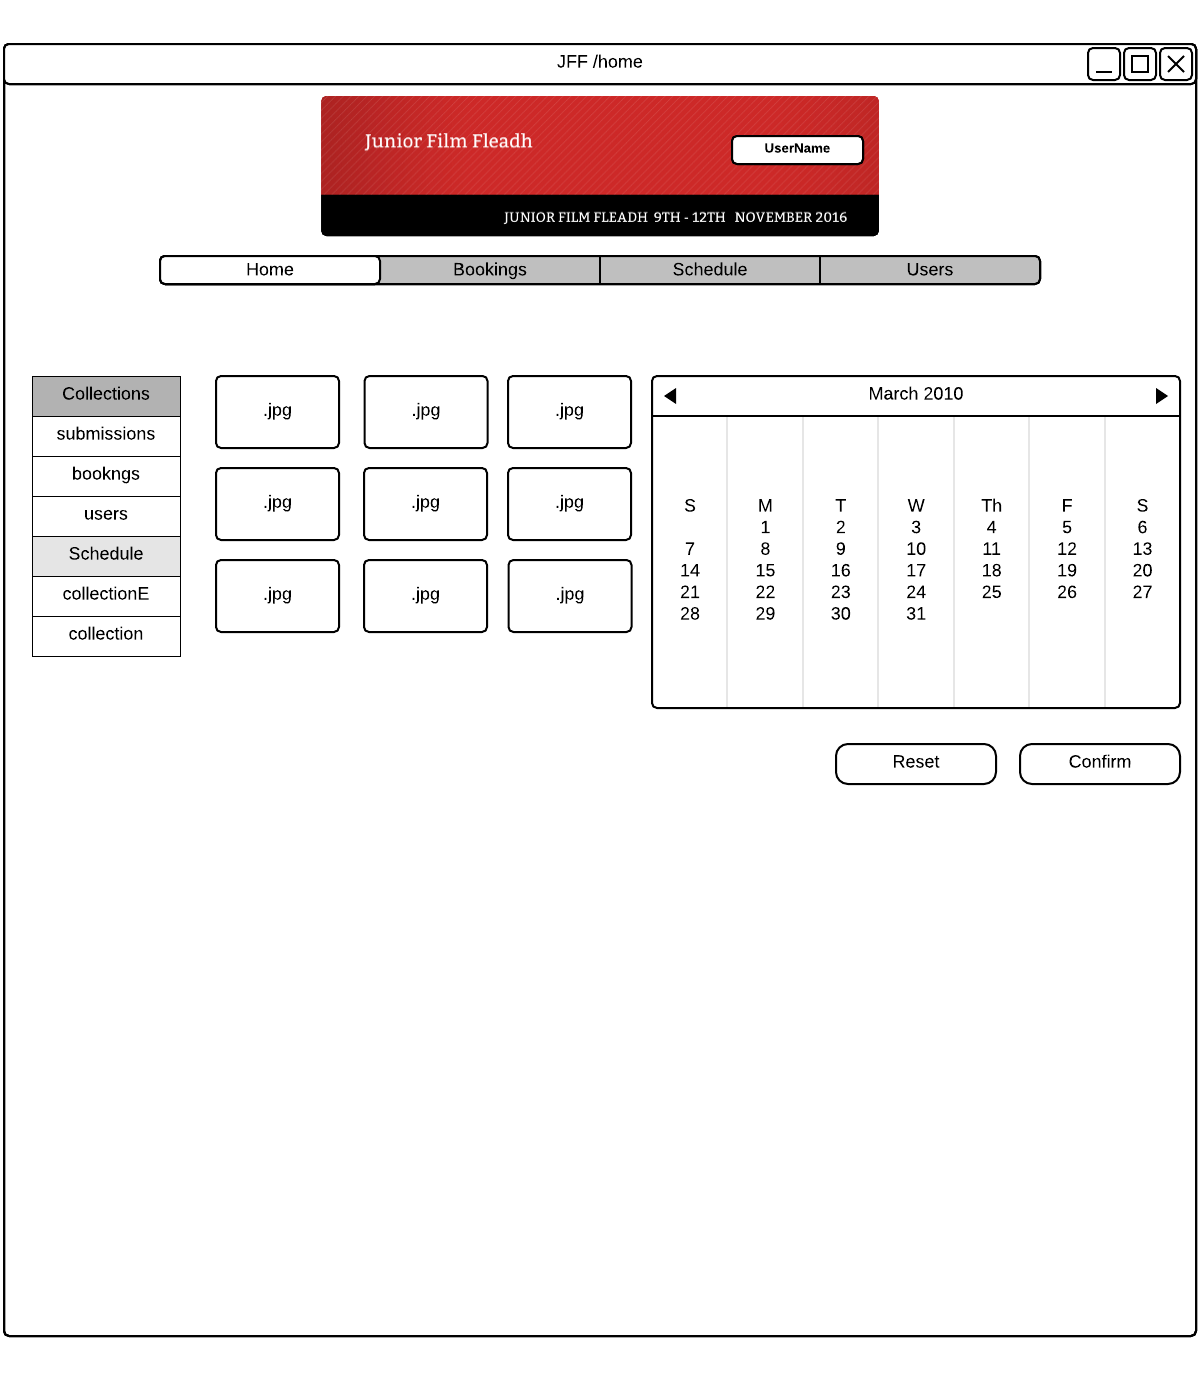 JFF /home
Junior Film Fleadh
UserName
JUNIOR FILM FLEADH 9TH - 12TH NOVEMBER 2016
Home Bookings Schedule Users
Collections
submissions
bookngs
users
Schedule
collectionE
collection
.jpg .jpg .jpg
.jpg .jpg .jpg
.jpg .jpg .jpg
March 2010
S M T W Th F S
1 2 3 4 5 6
7 8 9 10 11 12 13
14 15 16 17 18 19 20
21 22 23 24 25 26 27
28 29 30 31
Reset Confirm